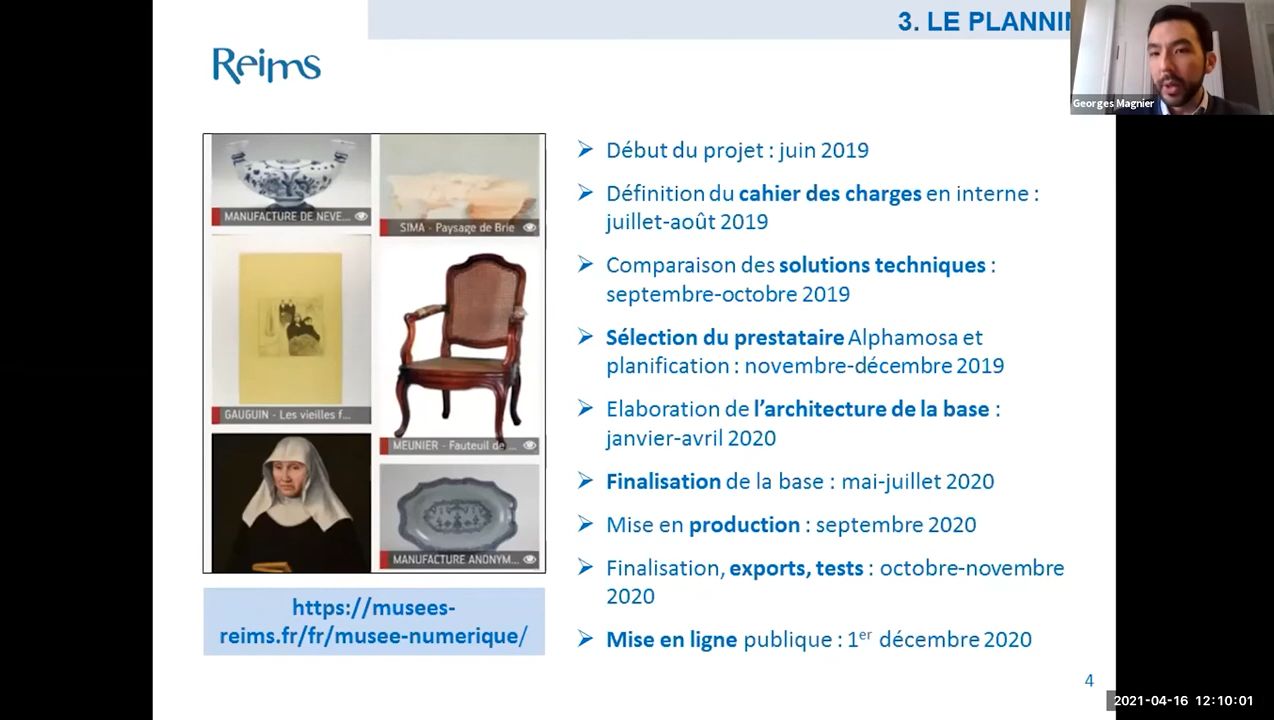 3. LE PLANNI
Reims
Georges Magnier
MANUFACTURE DE NEVE...
SIMA - Paysage de Brie
GAUGUIN - Les vieilles f...
MEUNIER - Fauteuil de ...
MANUFACTURE ANONYM...
https://musees-
reims.fr/fr/musee-numerique/
Début du projet : juin 2019
Définition du cahier des charges en interne :
juillet-août 2019
Comparaison des solutions techniques :
septembre-octobre 2019
Sélection du prestataire Alphamosa et
planification : novembre-décembre 2019
Elaboration de l’architecture de la base :
janvier-avril 2020
Finalisation de la base : mai-juillet 2020
Mise en production : septembre 2020
Finalisation, exports, tests : octobre-novembre
2020
Mise en ligne publique : 1er décembre 2020
4
2021-04-16 12:10:01